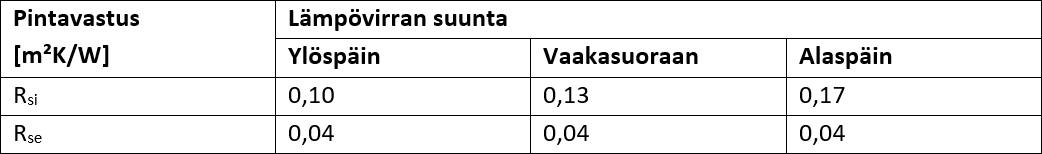 Pintavastus Lämpövirran suunta
[m²K/W] Ylöspäin Vaakasuoraan Alaspäin
Rsi 0,10 0,13 0,17
Rse 0,04 0,04 0,04